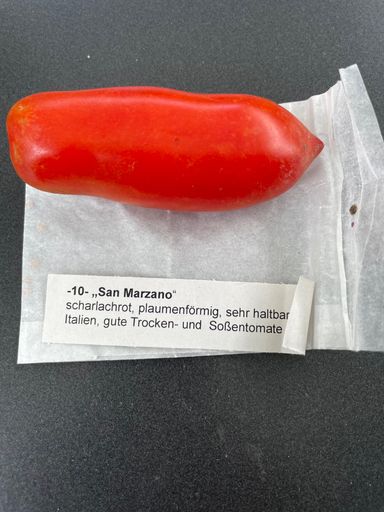 -10- „San Marzano“
scharlachrot, plaumenförmig, sehr haltbar
Italien, gute Trocken- und Soßentomate